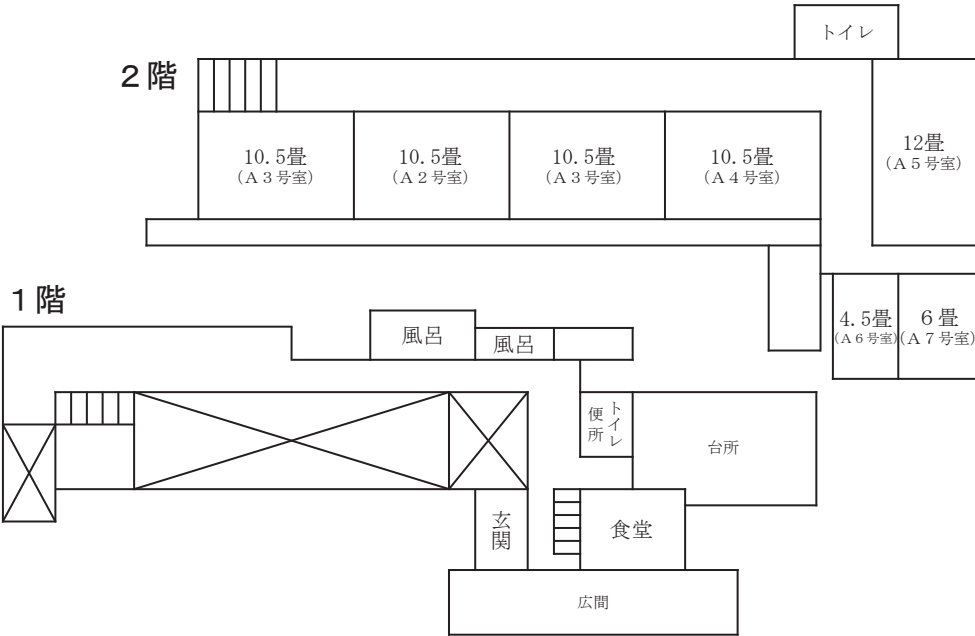 トイレ
2階
10.5畳
(A3号室)
10.5畳
(A2号室)
10.5畳
(A3号室)
10.5畳
(A4号室)
12畳
(A5号室)
1階
4.5畳
(A6号室)
6畳
(A7号室)
風呂
風呂
トイレ
便所
台所
玄関
食堂
広間